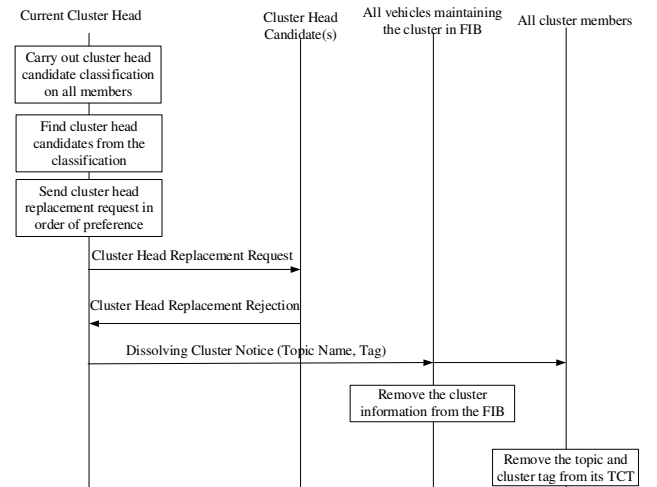 Current Cluster Head
Cluster Head
Candidate(s)
All vehicles maintaining
the cluster in FIB
All cluster members
Carry out cluster head
candidate classification
on all members
Find cluster head
candidates from the
classification
Send cluster head
replacement request in
order of preference
Cluster Head Replacement Request
Cluster Head Replacement Rejection
Dissolving Cluster Notice (Topic Name, Tag)
Remove the cluster
information from the FIB
Remove the topic and
cluster tag from its TCT